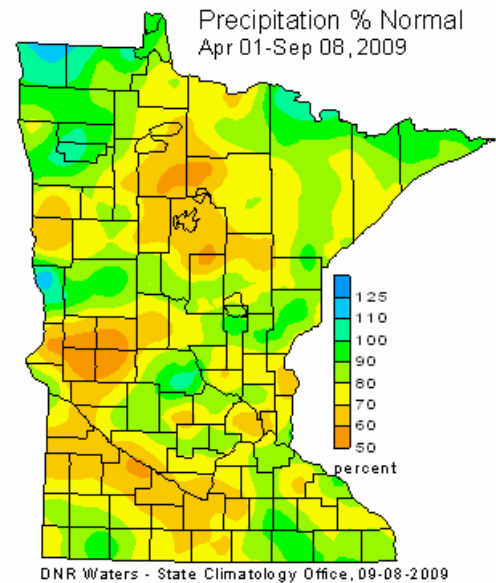 Precipitation % Normal
Apr 01-Sep 08, 2009
125
110
100
90
80
70
60
50
percent
DNR Waters - State Climatology Office, 09-08-2009